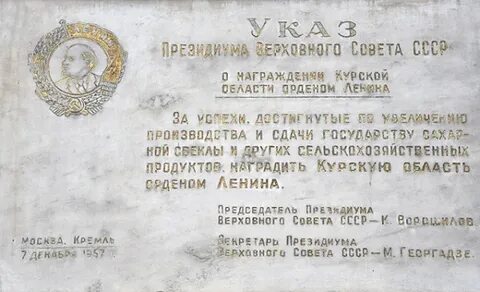 УКАЗ
ПРЕЗИДИУМА ВЕРХОВНОГО СОВЕТА СССР
О НАГРАЖДЕНИИ КУРСКОЙ
ОБЛАСТИ ОРДЕНОМ ЛЕНИНА
ЗА УСПЕХИ, ДОСТИГНУТЫЕ ПО УВЕЛИЧЕНИЮ
ПРОИЗВОДСТВА И СДАЧИ ГОСУДАРСТВУ САХАР-
НОЙ СВЕКЛЫ И ДРУГИХ СЕЛЬСКОХОЗЯЙСТВЕННЫХ
ПРОДУКТОВ, НАГРАДИТЬ КУРСКУЮ ОБЛАСТЬ
ОРДЕНОМ ЛЕНИНА.
ПРЕДСЕДАТЕЛЬ ПРЕЗИДИУМА
ВЕРХОВНОГО СОВЕТА СССР—К. ВОРОШИЛОВ.
СЕКРЕТАРЬ ПРЕЗИДИУМА
ВЕРХОВНОГО СОВЕТА СССР—М. ГЕОРГАДЗЕ.
МОСКВА, КРЕМЛЬ
7 ДЕКАБРЯ 1957 Г.